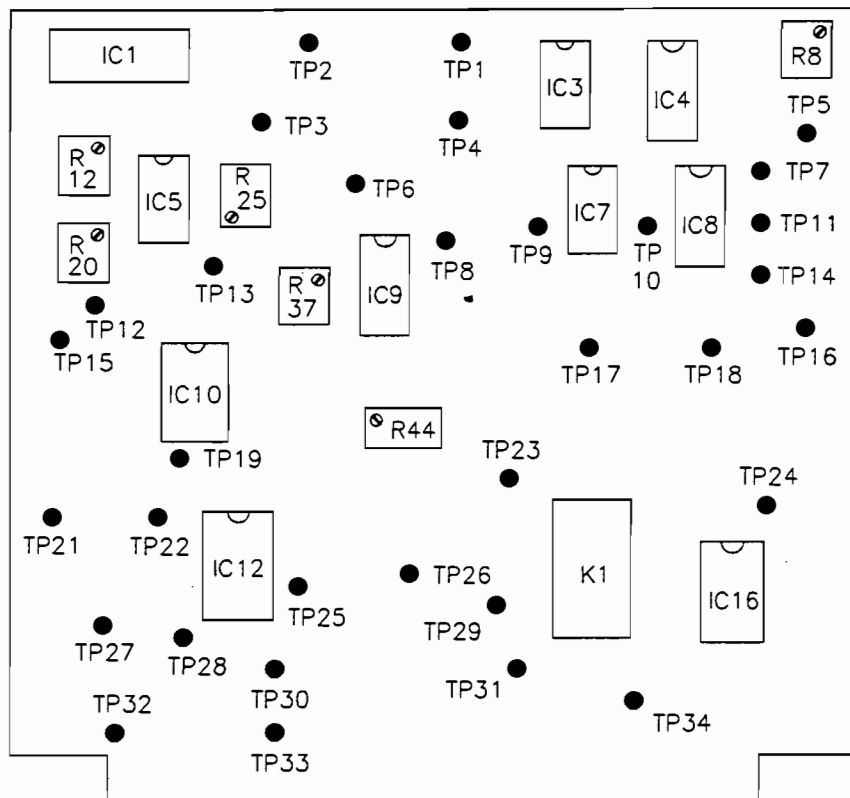 IC1
TP2
TP1
IC3
IC4
R8
TP3
TP4
TP5
R
12
IC5
R
25
TP6
IC7
IC8
TP7
R
20
TP13
R
37
IC9
TP8
TP9
TP
10
TP11
TP14
TP12
TP15
IC10
TP17
TP18
TP16
R44
TP19
TP23
TP24
TP21
TP22
IC12
TP25
TP26
TP29
K1
IC16
TP27
TP28
TP30
TP31
TP34
TP32
TP33